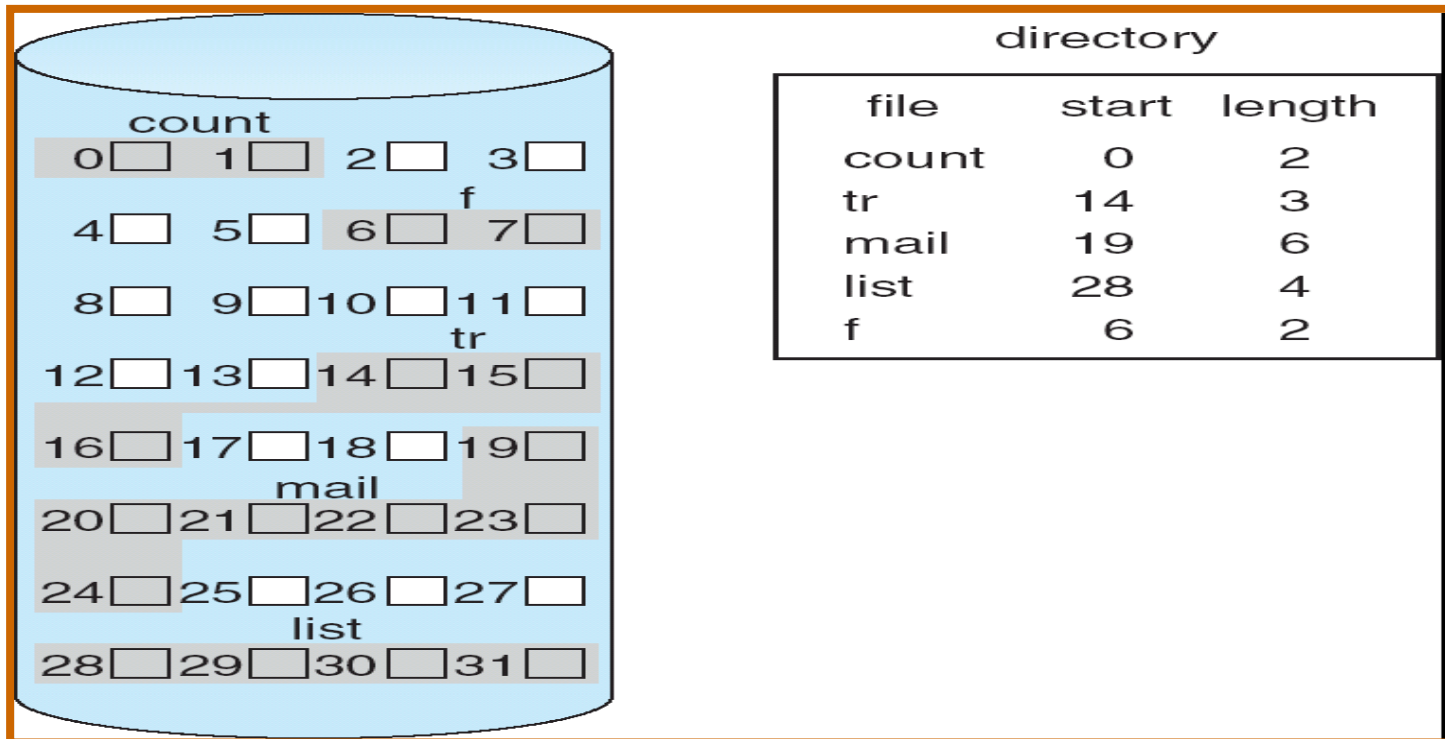 count
0 1 2 3
f
4 5 6 7
8 9 10 11
tr
12 13 14 15
16 17 18 19
mail
20 21 22 23
24 25 26 27
list
28 29 30 31
directory
file start length
count 0 2
tr 14 3
mail 19 6
list 28 4
f 6 2